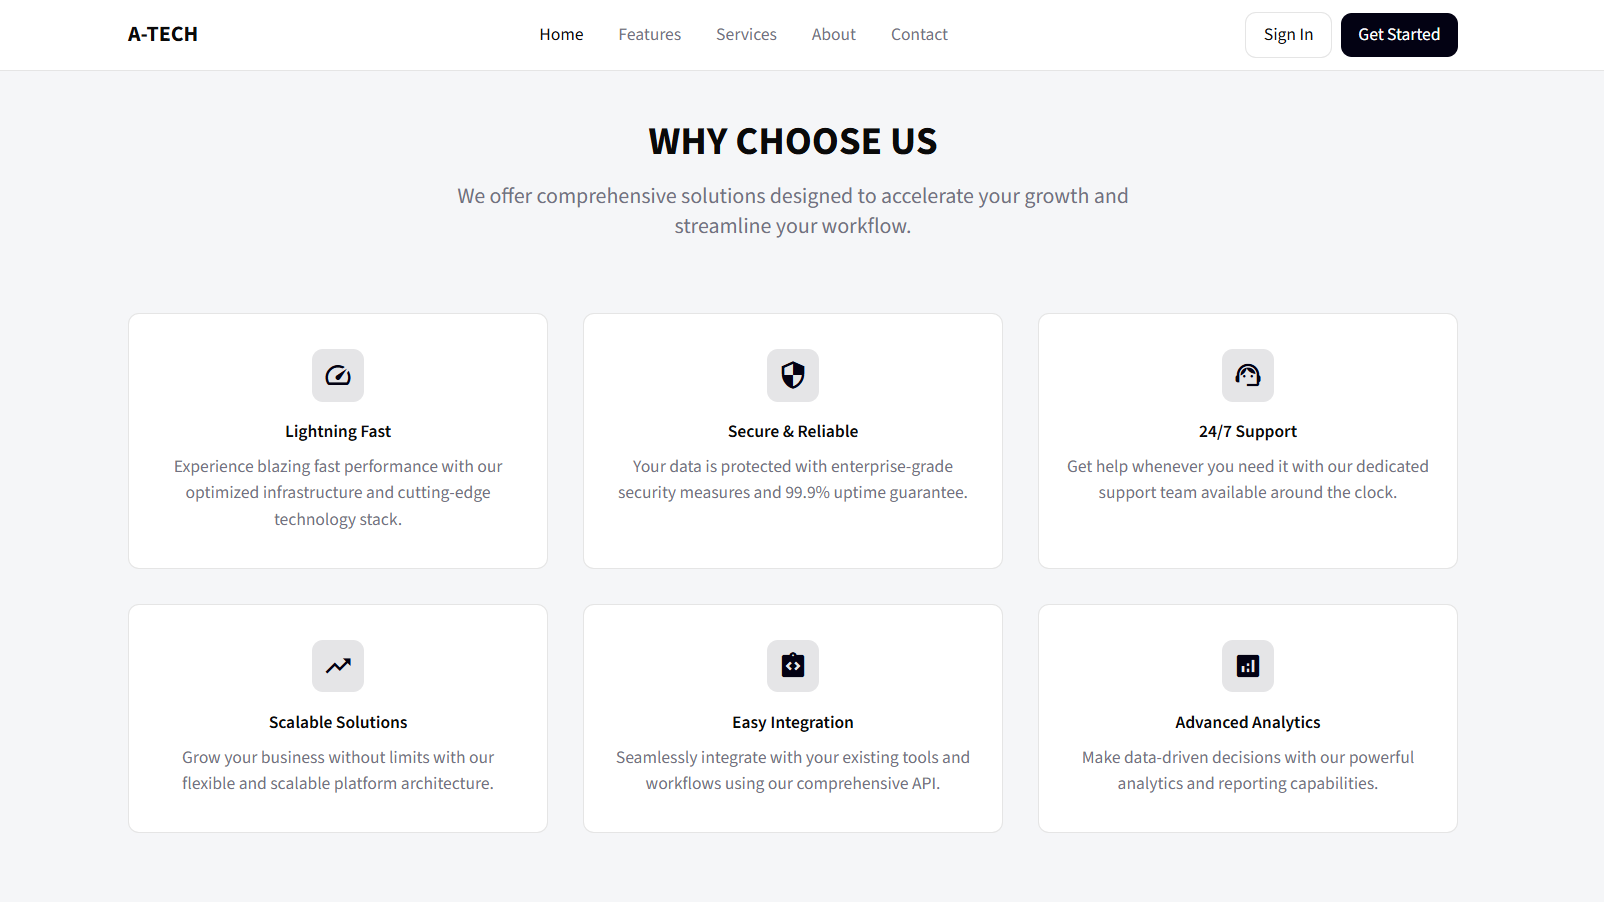 A-TECH
Home
Features
Services
About
Contact
Sign In
Get Started
WHY CHOOSE US
We offer comprehensive solutions designed to accelerate your growth and
streamline your workflow.
Lightning Fast
Experience blazing fast performance with our
optimized infrastructure and cutting-edge
technology stack.
Secure & Reliable
Your data is protected with enterprise-grade
security measures and 99.9% uptime guarantee.
24/7 Support
Get help whenever you need it with our dedicated
support team available around the clock.
Scalable Solutions
Grow your business without limits with our
flexible and scalable platform architecture.
Easy Integration
Seamlessly integrate with your existing tools and
workflows using our comprehensive API.
Advanced Analytics
Make data-driven decisions with our powerful
analytics and reporting capabilities.